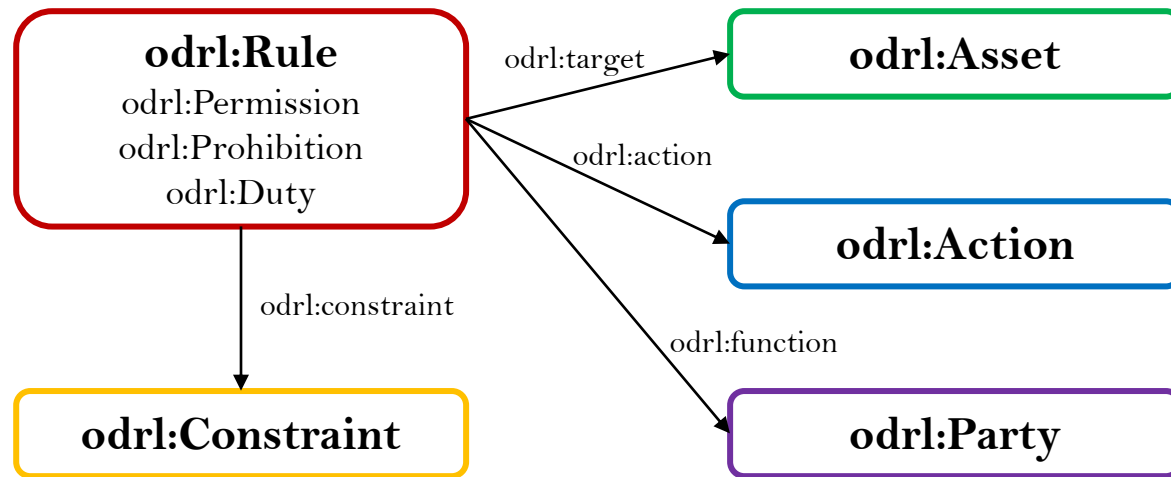 odrl:Rule
odrl:Permission
odrl:Prohibition
odrl:Duty
odrl:target
odrl:Asset
odrl:action
odrl:Action
odrl:constraint
odrl:function
odrl:Constraint
odrl:Party